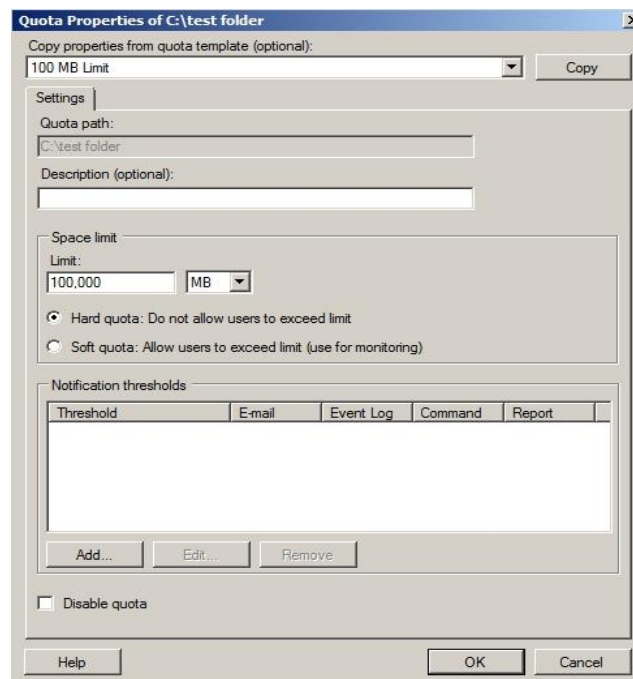 Quota Properties of C:\test folder
Copy properties from quota template (optional):
100 MB Limit
Copy
Settings
Quota path:
C:\test folder
Description (optional):
Space limit
Limit:
100,000 MB
Hard quota: Do not allow users to exceed limit
Soft quota: Allow users to exceed limit (use for monitoring)
Notification thresholds
Threshold E-mail Event Log Command Report
Add... Edit... Remove
Disable quota
Help OK Cancel